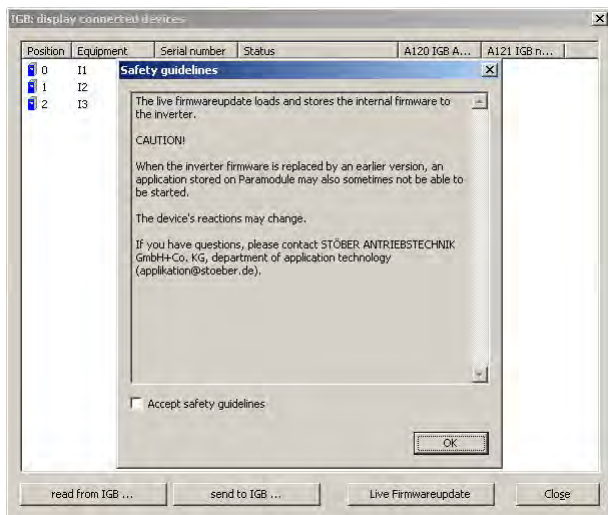 IGB: display connected devices
Position Equipment Serial number Status A120 IGB A... A121 IGB n...
0 I1
1 I2
2 I3
Safety guidelines
The live firmwareupdate loads and stores the internal firmware to
the inverter.
CAUTION!
When the inverter firmware is replaced by an earlier version, an
application stored on Paramodule may also sometimes not be able to
be started.
The device's reactions may change.
If you have questions, please contact STÖBER ANTRIEBSTECHNIK
GmbH+Co. KG, department of application technology
(applikation@stoeber.de).
Accept safety guidelines
OK
read from IGB ... send to IGB ... Live Firmwareupdate Close